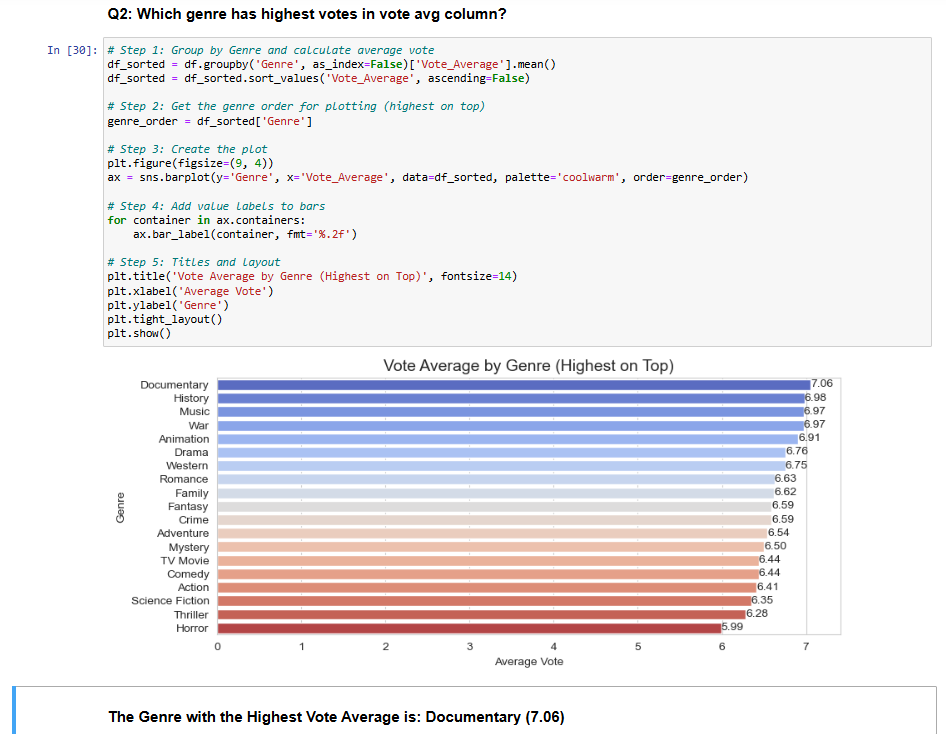 Q2: Which genre has highest votes in vote avg column?
In [30]:
# Step 1: Group by Genre and calculate average vote
df_sorted = df.groupby('Genre', as_index=False)['Vote_Average'].mean()
df_sorted = df_sorted.sort_values('Vote_Average', ascending=False)
# Step 2: Get the genre order for plotting (highest on top)
genre_order = df_sorted['Genre']
# Step 3: Create the plot
plt.figure(figsize=(9, 4))
ax = sns.barplot(y='Genre', x='Vote_Average', data=df_sorted, palette='coolwarm', order=genre_order)
# Step 4: Add value labels to bars
for container in ax.containers:
    ax.bar_label(container, fmt='%.2f')
# Step 5: Titles and layout
plt.title('Vote Average by Genre (Highest on Top)', fontsize=14)
plt.xlabel('Average Vote')
plt.ylabel('Genre')
plt.tight_layout()
plt.show()
Vote Average by Genre (Highest on Top)
Documentary 7.06
History 6.98
Music 6.97
War 6.97
Animation 6.91
Drama 6.76
Western 6.75
Romance 6.63
Family 6.62
Fantasy 6.59
Crime 6.59
Adventure 6.54
Mystery 6.50
TV Movie 6.44
Comedy 6.44
Action 6.41
Science Fiction 6.35
Thriller 6.28
Horror 5.99
Genre
0 1 2 3 4 5 6 7
Average Vote
The Genre with the Highest Vote Average is: Documentary (7.06)